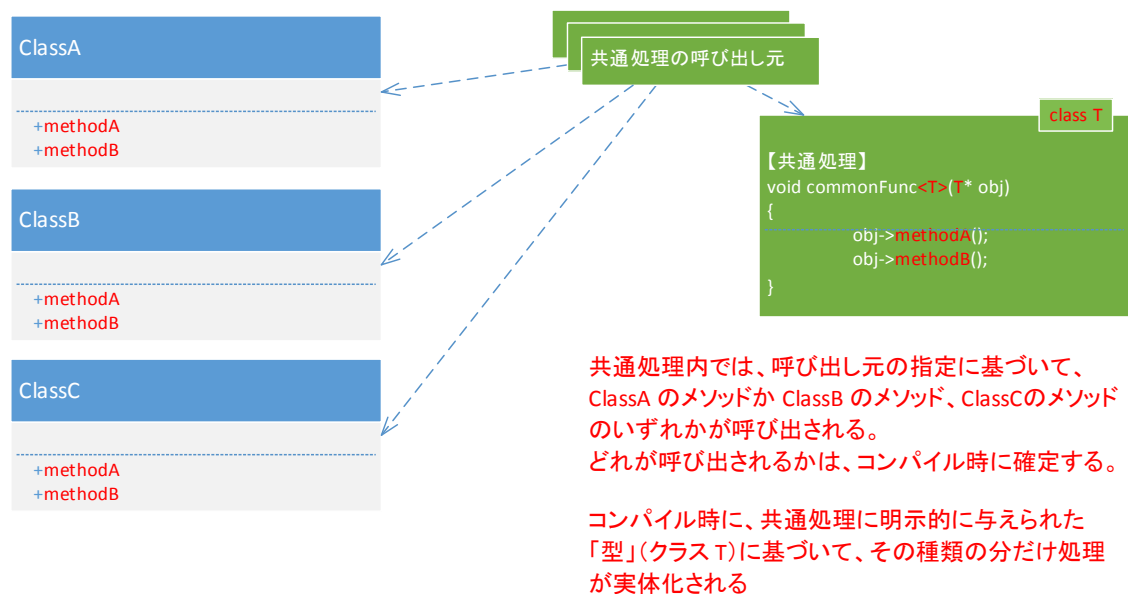 ClassA
+methodA
+methodB
ClassB
+methodA
+methodB
ClassC
+methodA
+methodB
共通処理の呼び出し元
class T
【共通処理】
void commonFunc<T>(T* obj)
{
obj->methodA();
obj->methodB();
}
共通処理内では、呼び出し元の指定に基づいて、
ClassA のメソッドか ClassB のメソッド、ClassCのメソッド
のいずれかが呼び出される。
どれが呼び出されるかは、コンパイル時に確定する。
コンパイル時に、共通処理に明示的に与えられた
「型」(クラス T)に基づいて、その種類の分だけ処理
が実体化される